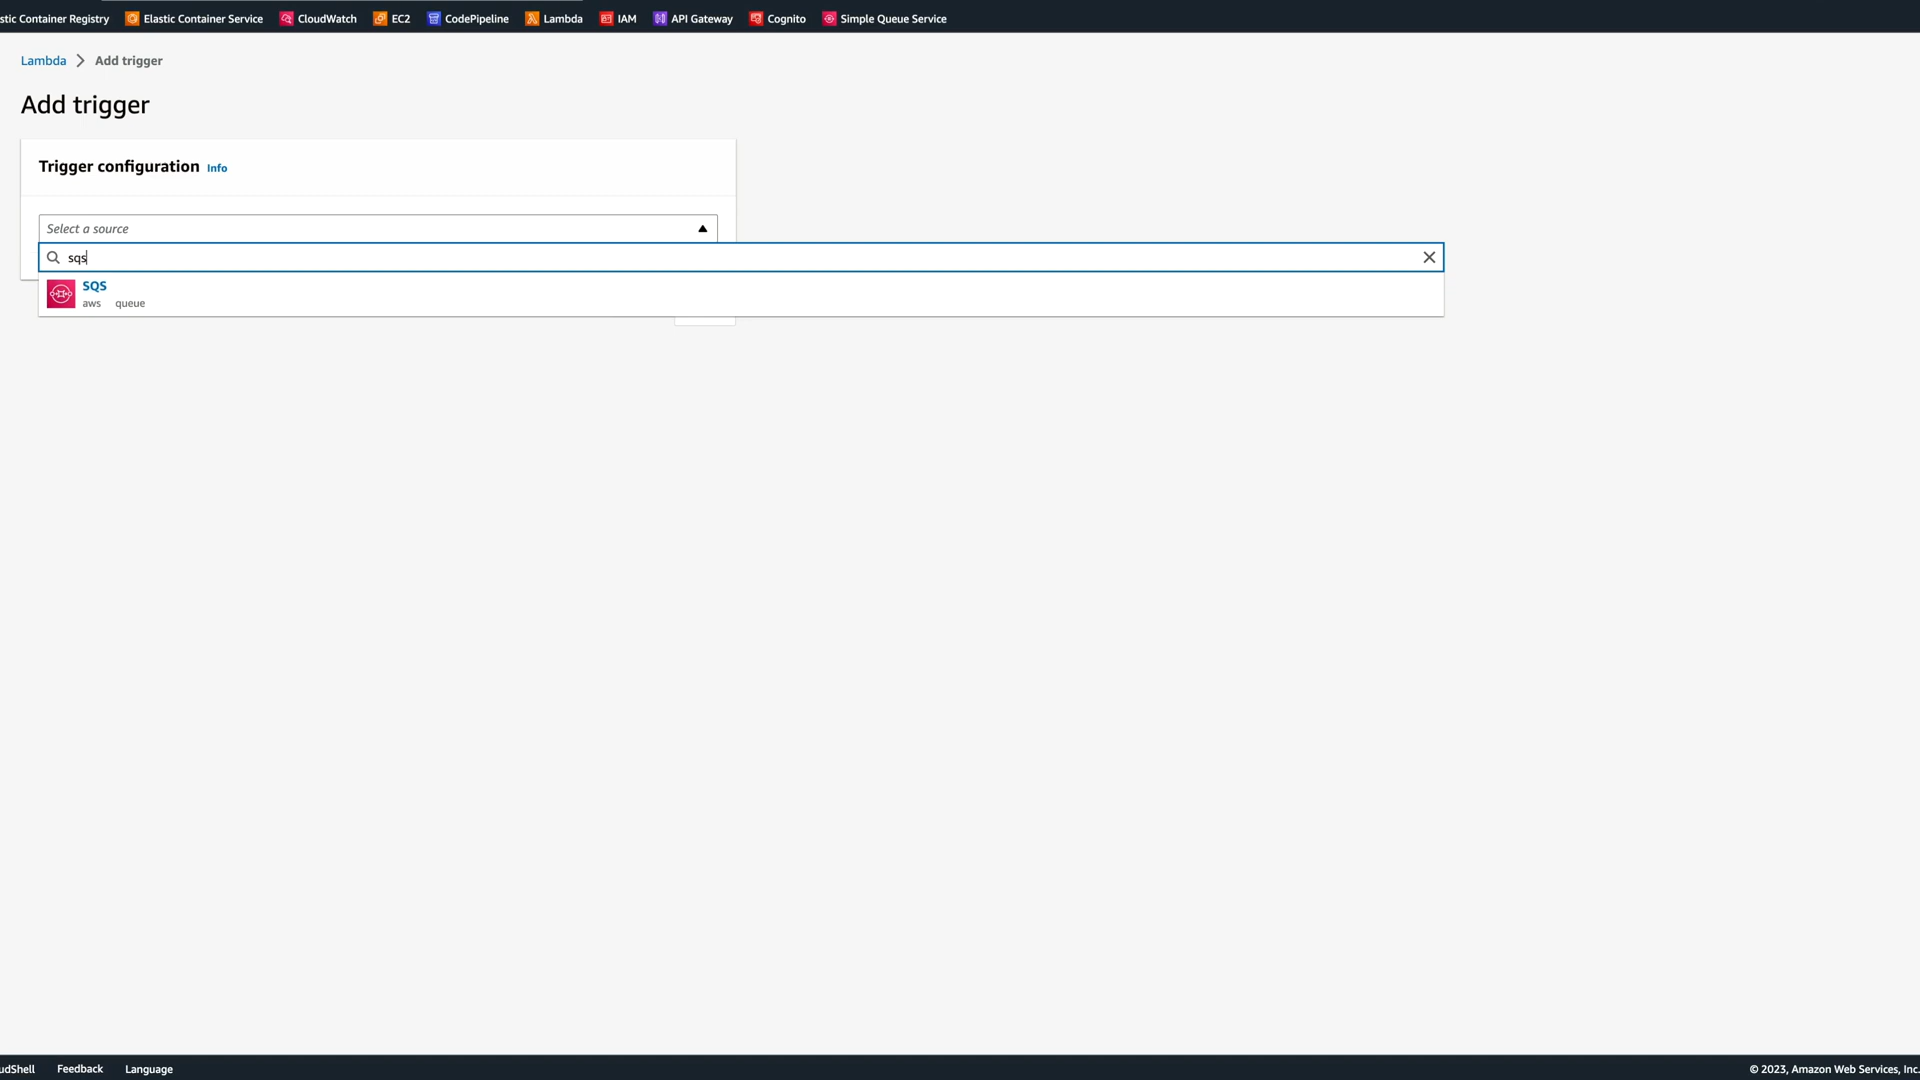 stic Container Registry Elastic Container Service CloudWatch EC2 CodePipeline Lambda IAM API Gateway Cognito Simple Queue Service
Lambda Add trigger
Add trigger
Trigger configuration Info
Select a source
sqs
SQS
aws queue
udShell Feedback Language © 2023, Amazon Web Services, Inc.